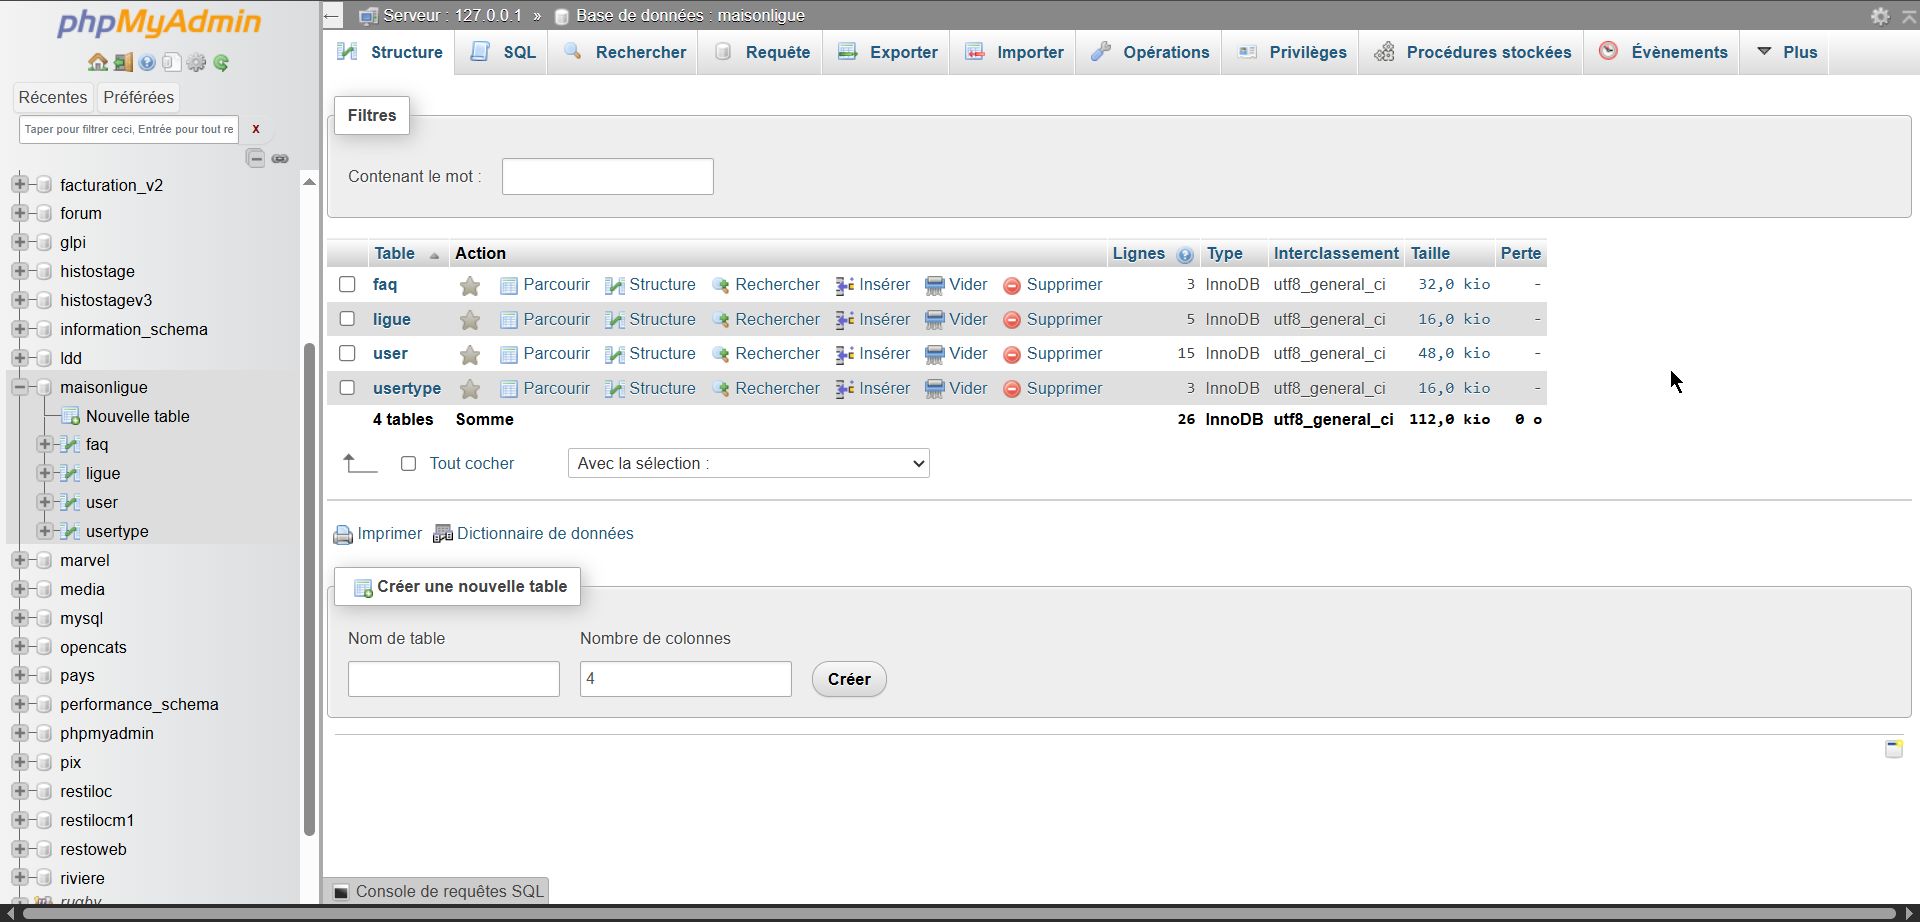 phpMyAdmin
Récentes Préférées
Taper pour filtrer ceci, Entrée pour tout re x
facturation_v2
forum
glpi
histostage
histostagev3
information_schema
ldd
maisonligue
Nouvelle table
faq
ligue
user
usertype
marvel
media
mysql
opencats
pays
performance_schema
phpmyadmin
pix
restiloc
restilocm1
restoweb
riviere
rugby
Serveur : 127.0.0.1 » Base de données : maisonligue
Structure SQL Rechercher Requête Exporter Importer Opérations Privilèges Procédures stockées Évènements Plus
Filtres
Contenant le mot :
Table Action Lignes Type Interclassement Taille Perte
faq Parcourir Structure Rechercher Insérer Vider Supprimer 3 InnoDB utf8_general_ci 32,0 kio -
ligue Parcourir Structure Rechercher Insérer Vider Supprimer 5 InnoDB utf8_general_ci 16,0 kio -
user Parcourir Structure Rechercher Insérer Vider Supprimer 15 InnoDB utf8_general_ci 48,0 kio -
usertype Parcourir Structure Rechercher Insérer Vider Supprimer 3 InnoDB utf8_general_ci 16,0 kio -
4 tables Somme 26 InnoDB utf8_general_ci 112,0 kio 0 o
Tout cocher Avec la sélection :
Imprimer Dictionnaire de données
Créer une nouvelle table
Nom de table Nombre de colonnes
4 Créer
Console de requêtes SQL